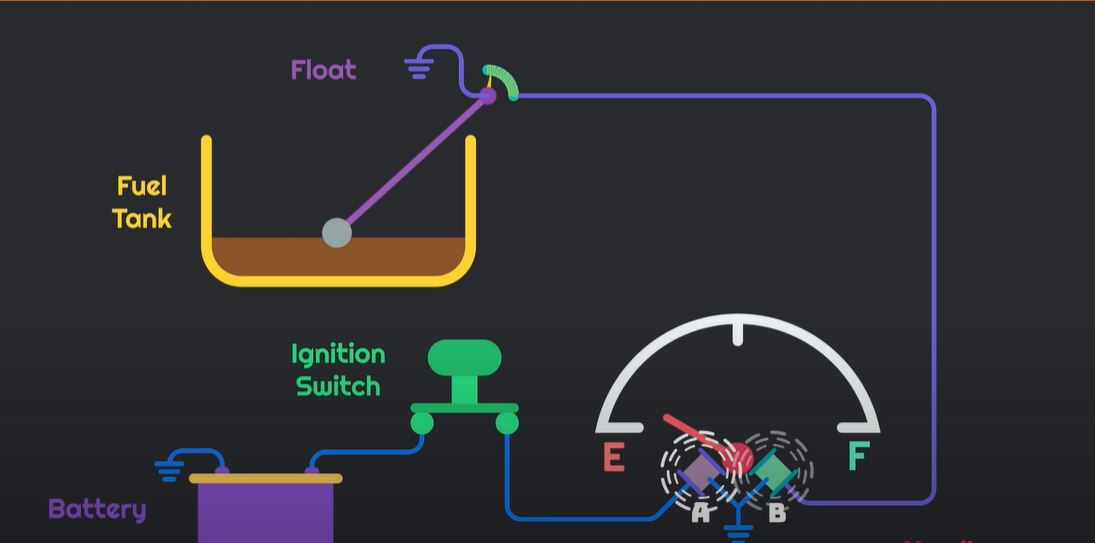 Float
Fuel
Tank
Ignition
Switch
E
F
A
B
Battery